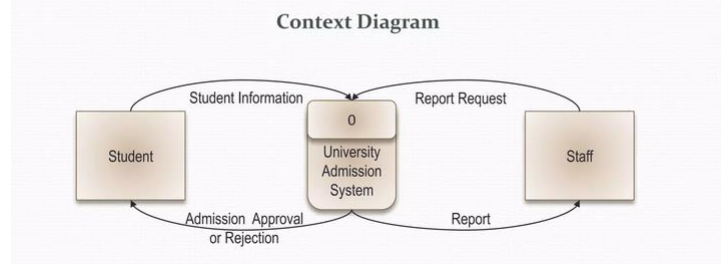 Context Diagram
Student Information
Report Request
0
Student
University
Admission
System
Staff
Admission Approval
or Rejection
Report